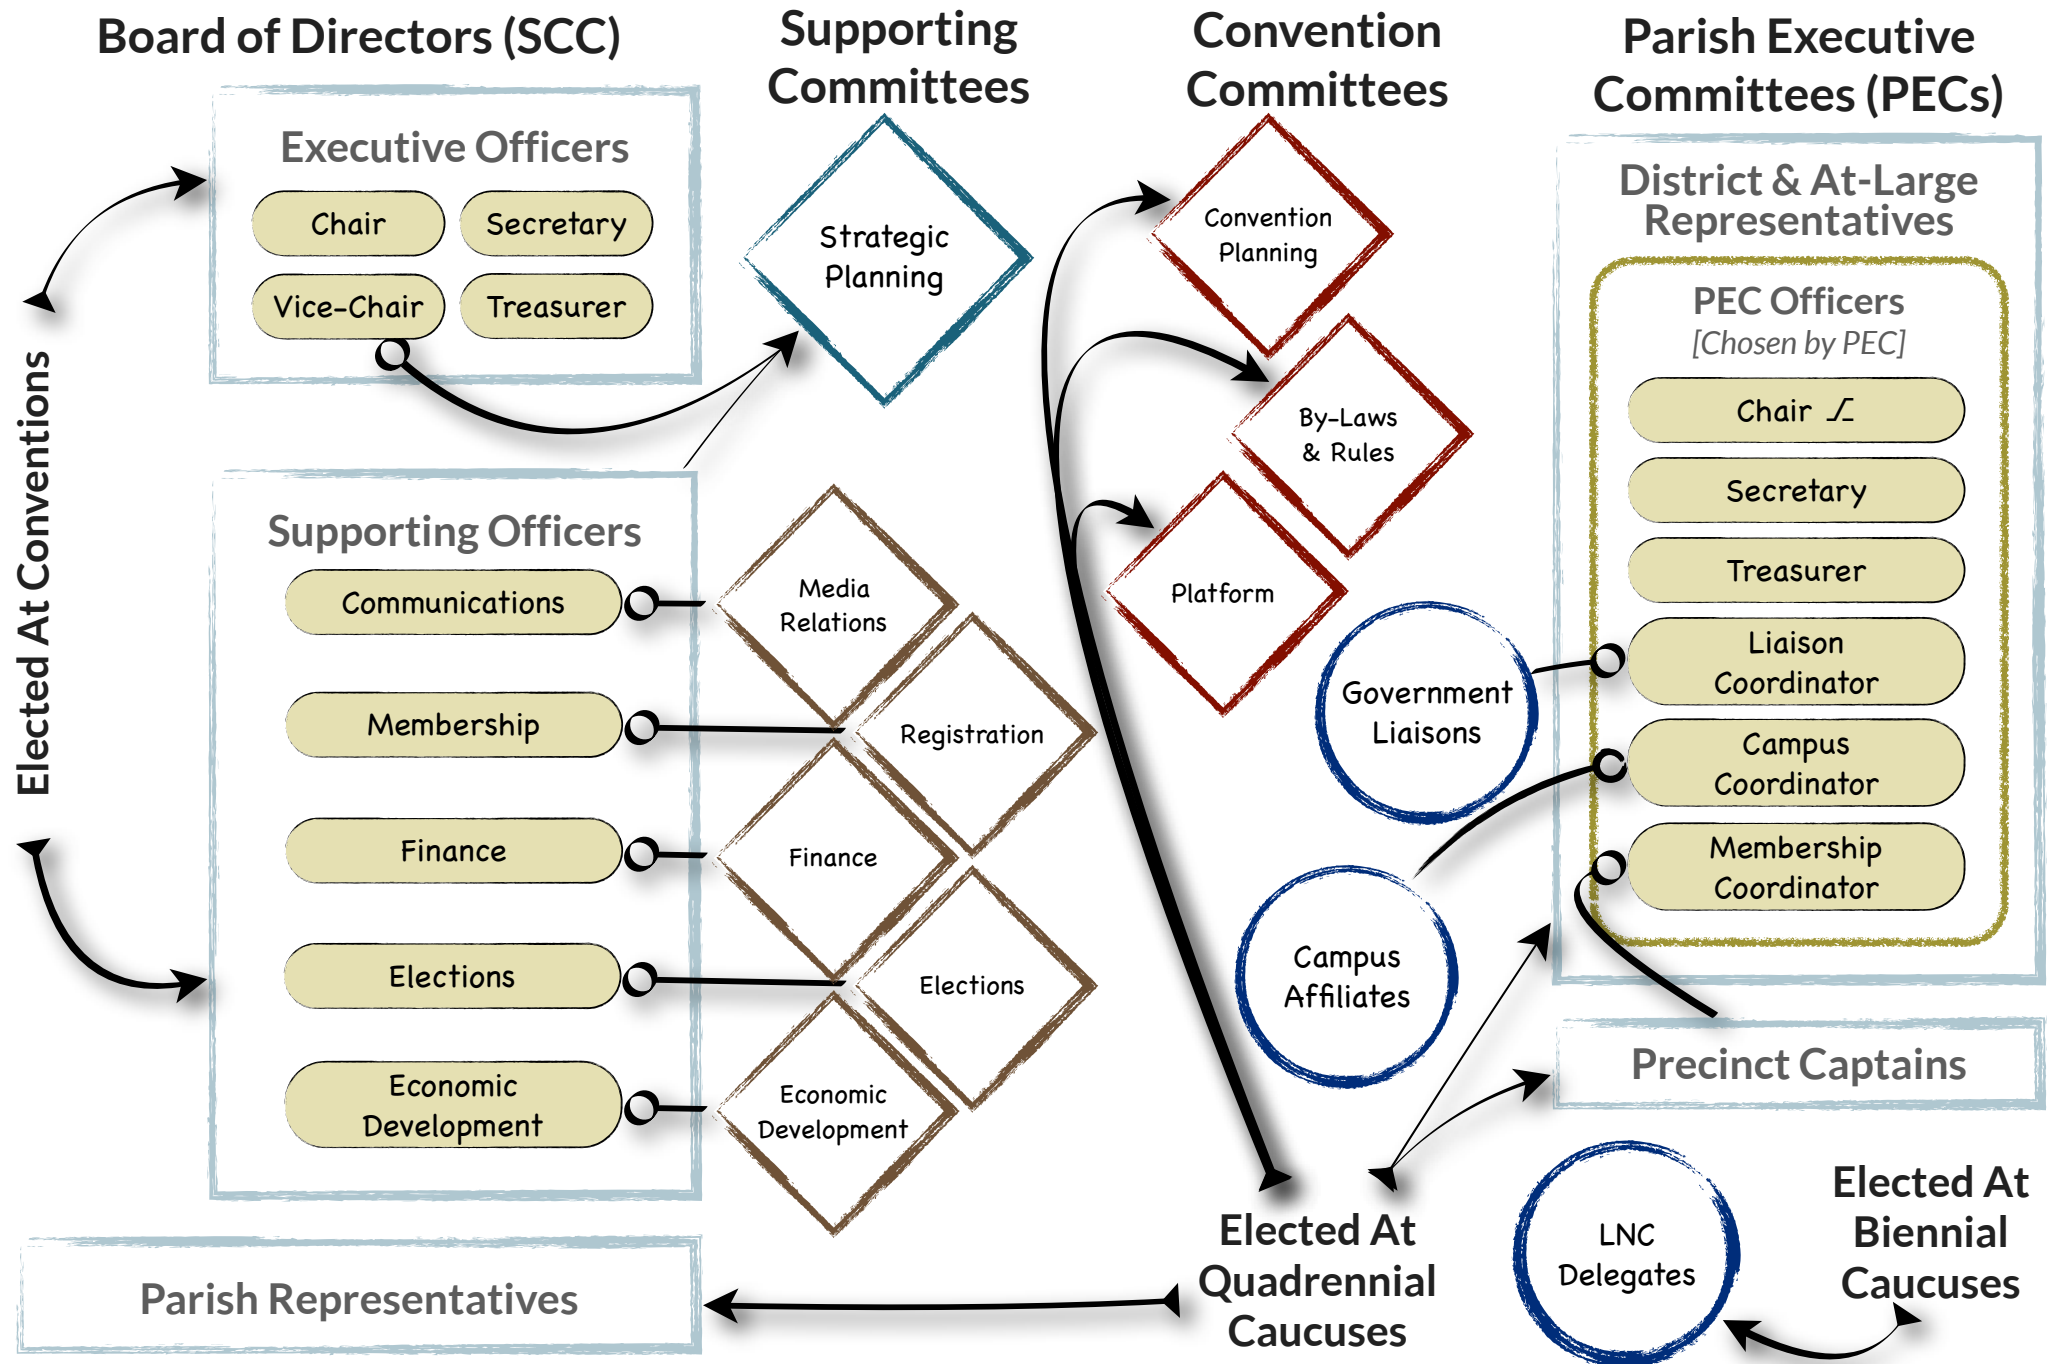 Board of Directors (SCC)
Executive Officers
Chair
Secretary
Vice-Chair
Treasurer
Elected At Conventions
Supporting Officers
Communications
Membership
Finance
Elections
Economic
Development
Parish Representatives
Supporting
Committees
Strategic
Planning
Media
Relations
Registration
Finance
Elections
Economic
Development
Convention
Committees
Convention
Planning
By-Laws
& Rules
Platform
Government
Liaisons
Campus
Affiliates
Elected At
Quadrennial
Caucuses
Parish Executive
Committees (PECs)
District & At-Large
Representatives
PEC Officers
[Chosen by PEC]
Chair
Secretary
Treasurer
Liaison
Coordinator
Campus
Coordinator
Membership
Coordinator
Precinct Captains
LNC
Delegates
Elected At
Biennial
Caucuses